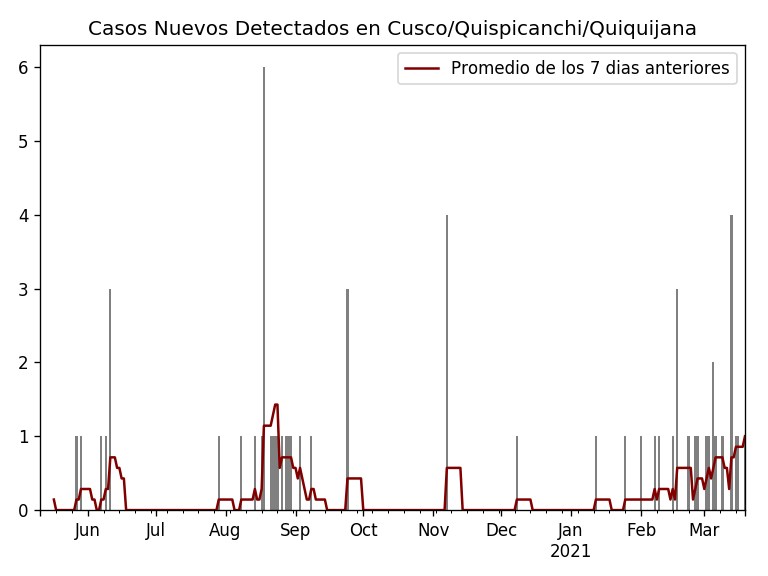 Casos Nuevos Detectados en Cusco/Quispicanchi/Quiquijana
Promedio de los 7 dias anteriores
6
5
4
3
2
1
0
Jun Jul Aug Sep Oct Nov Dec Jan Feb Mar
2021